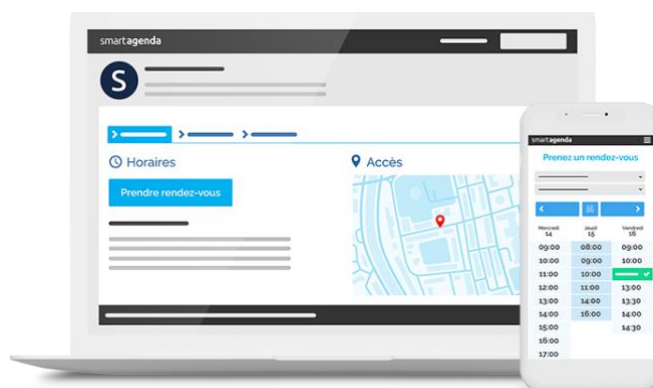 smartagenda
S
Horaires
Accès
Prendre rendez-vous
smartagenda
Prenez un rendez-vous
Mercredi Jeudi Vendredi
14 15 16
09:00 08:00 09:00
10:00 09:00 10:00
11:00 10:00
12:00 11:00 13:00
13:00 14:00 13:30
14:00 16:00 14:00
15:00 14:30
16:00
17:00